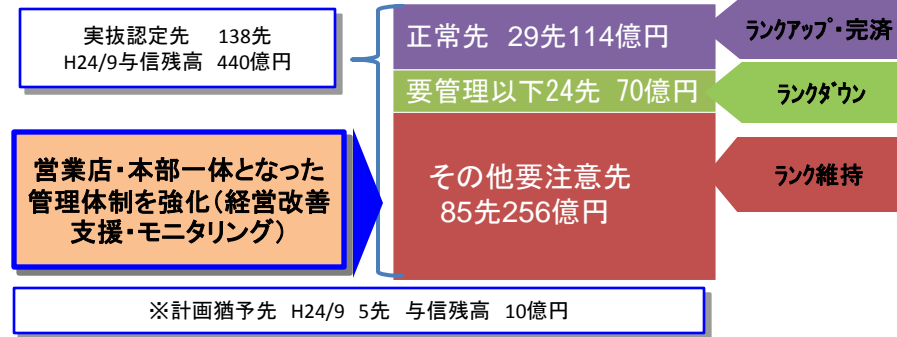 実抜認定先　138先
H24/9与信残高　440億円
正常先 29先114億円
ﾗﾝｸｱｯﾌﾟ・完済
要管理以下24先 70億円
ﾗﾝｸﾀﾞｳﾝ
営業店・本部一体となった
管理体制を強化（経営改善
支援・モニタリング）
その他要注意先
85先256億円
ﾗﾝｸ維持
※計画猶予先　H24/9　5先　与信残高　10億円